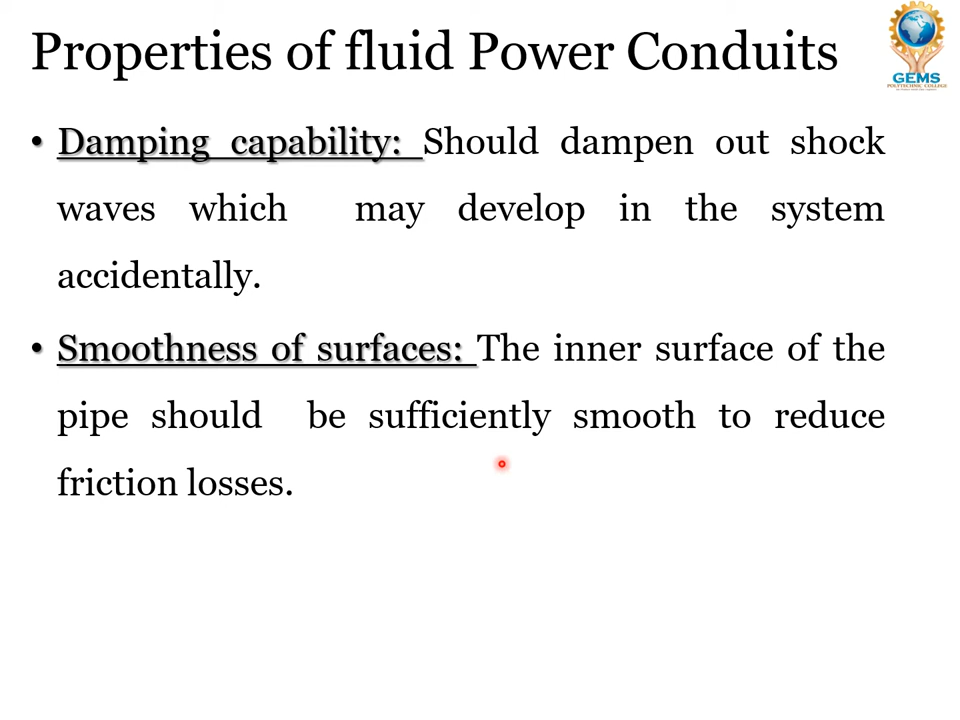 Properties of fluid Power Conduits
GEMS
POLYTECHNIC COLLEGE
• Damping capability: Should dampen out shock
waves which may develop in the system
accidentally.
• Smoothness of surfaces: The inner surface of the
pipe should be sufficiently smooth to reduce
friction losses.